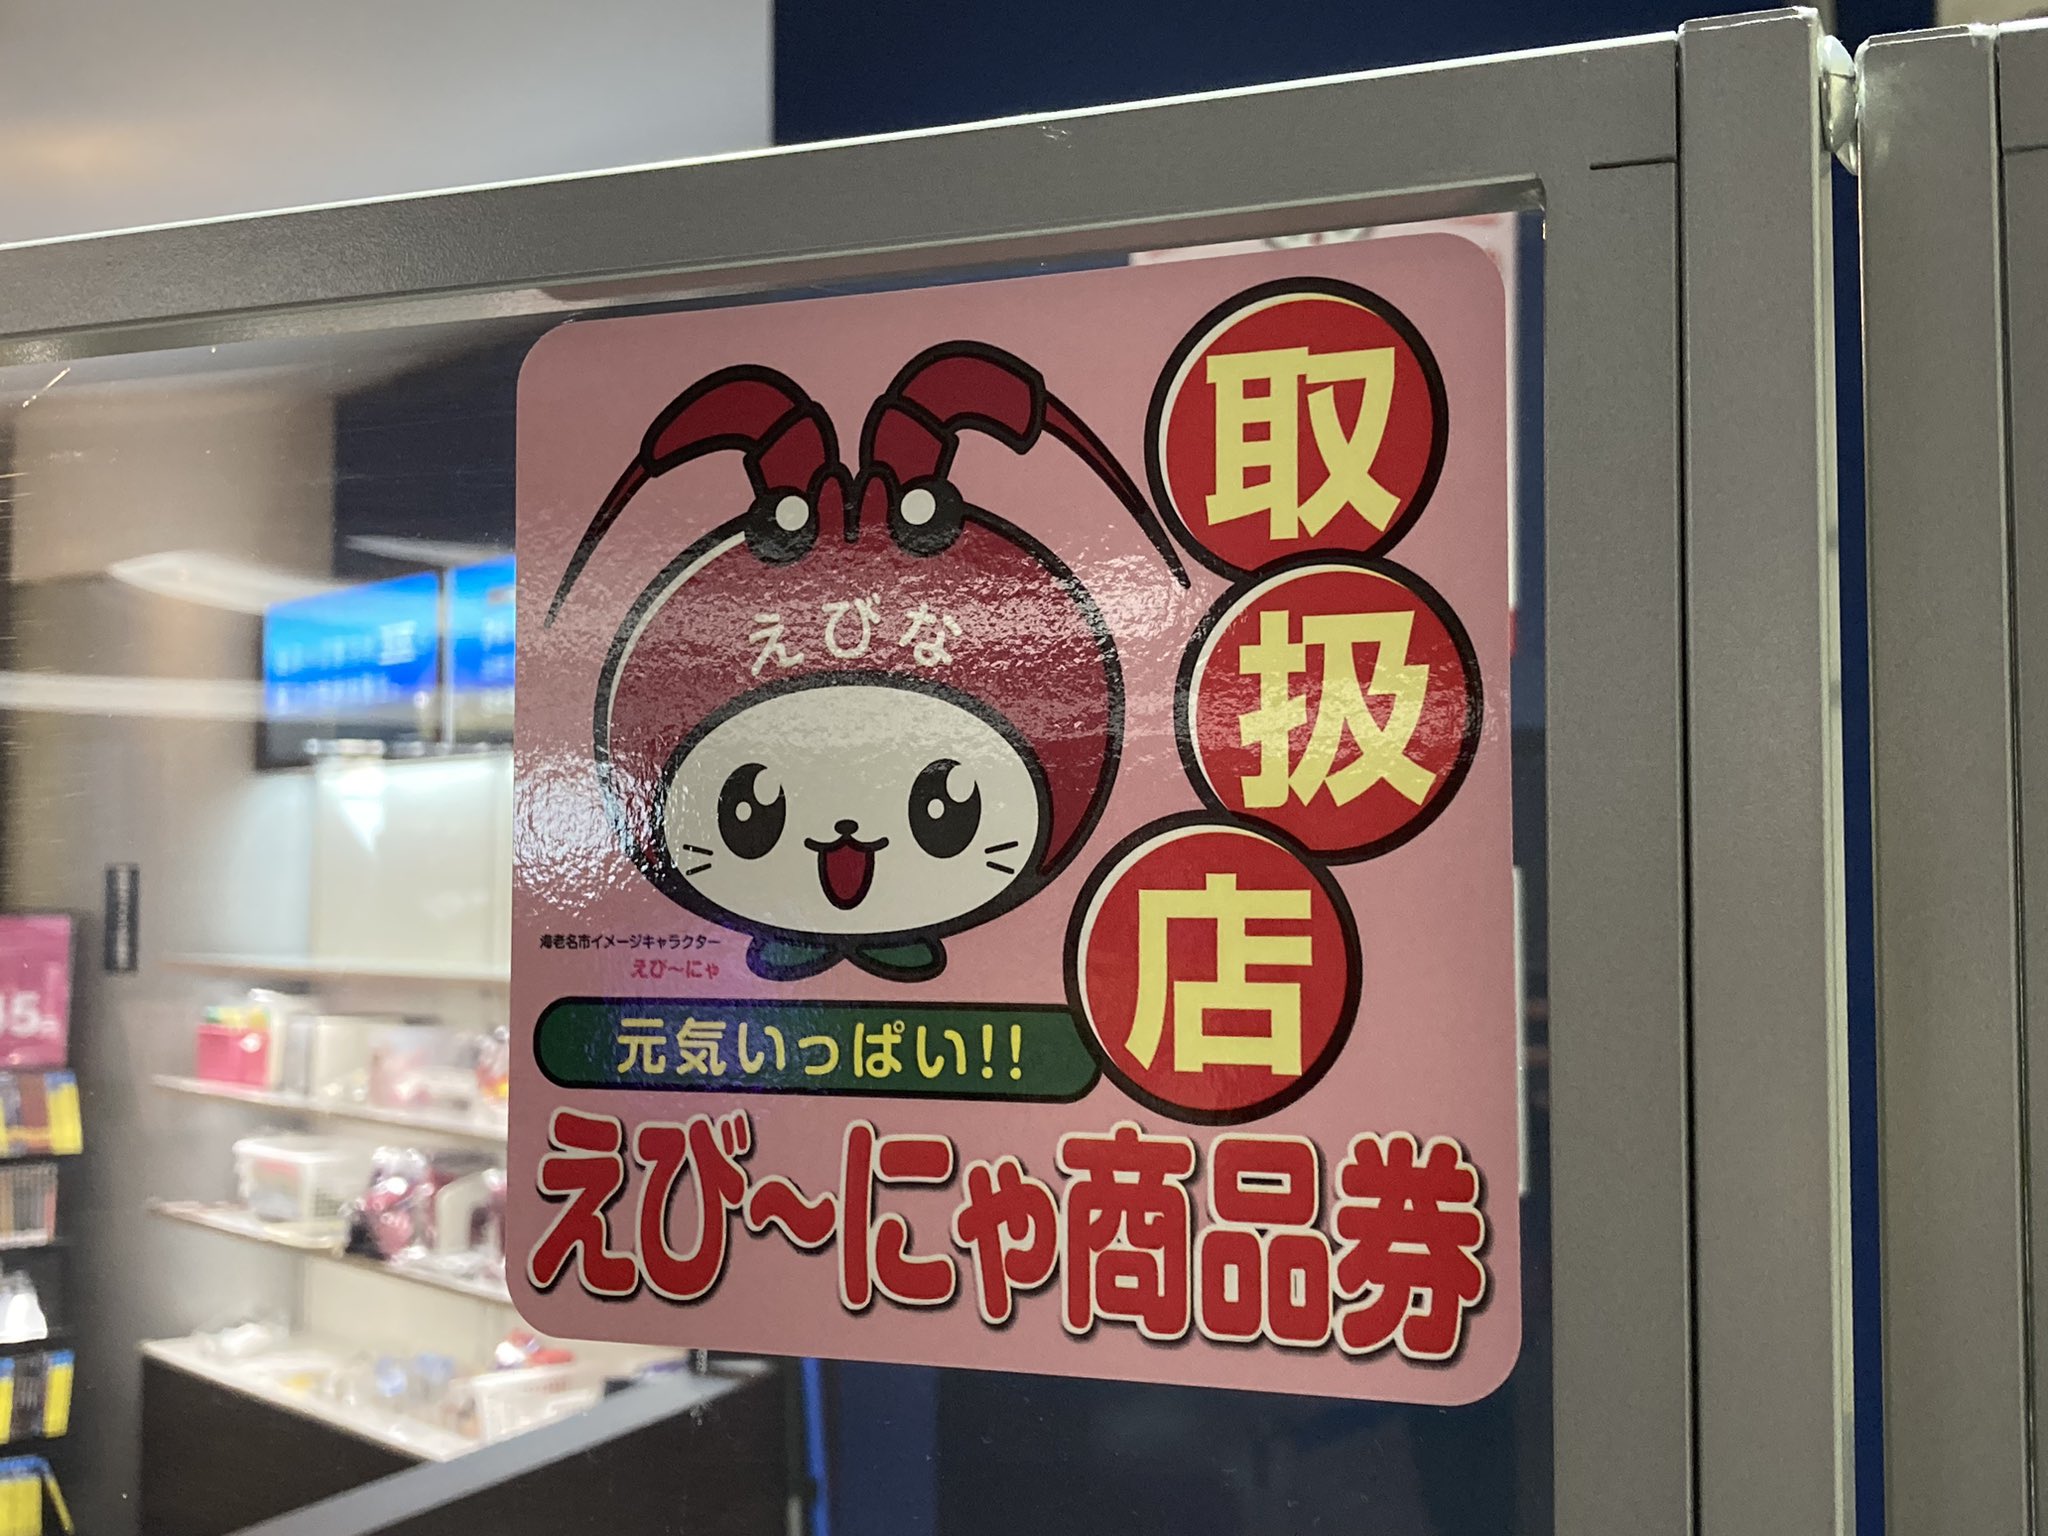 取扱店
えびな
海老名市イメージキャラクター
えび〜にゃ
元気いっぱい!!
えび〜にゃ商品券